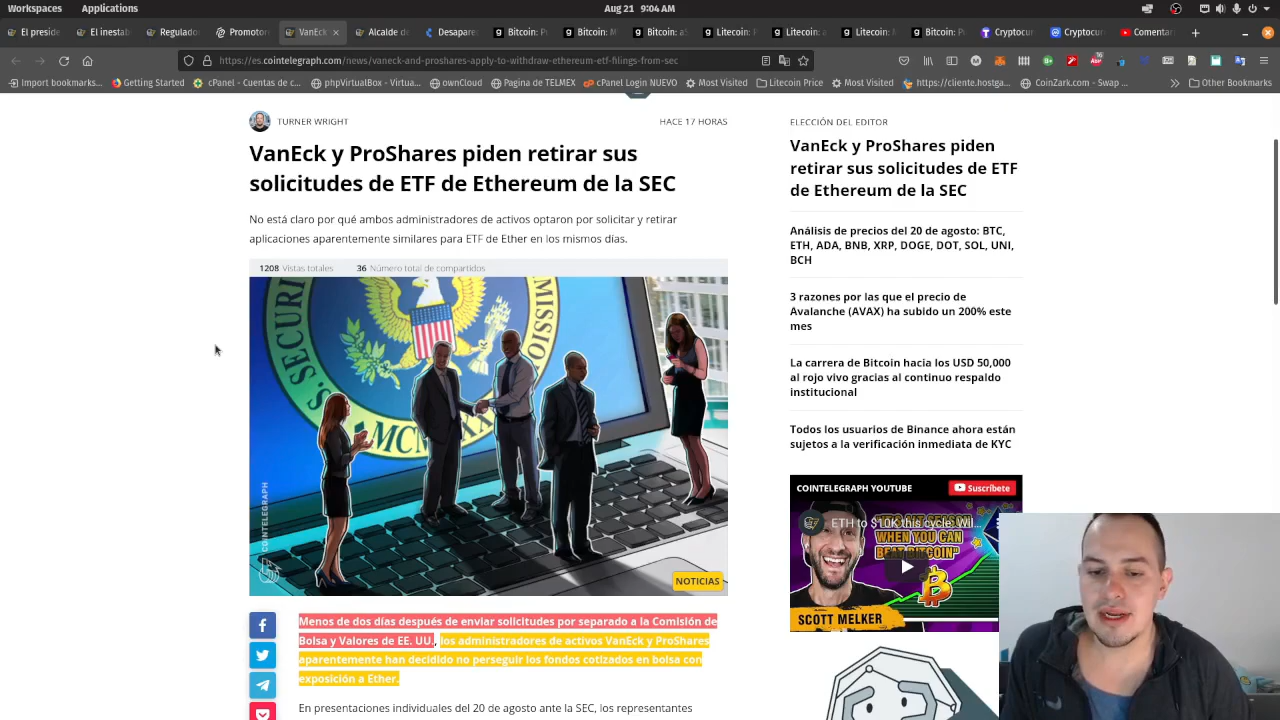 Workspaces Applications Aug 21 9:04 AM
El preside El inestab Regulador Promotor VanEck Alcalde de Desapares Bitcoin: P Bitcoin: M Bitcoin: aS Litecoin: P Litecoin: a Litecoin: M Bitcoin: P Cryptocur Cryptocur Comentar
https://es.cointelegraph.com/news/vaneck-and-proshares-apply-to-withdraw-ethereum-etf-filings-from-sec
Import bookmarks... Getting Started cPanel - Cuentas de c... phpVirtualBox - Virtua... ownCloud Pagina de TELMEX cPanel Login NUEVO Most Visited Litecoin Price Most Visited https://cliente.hostga... CoinZark.com - Swap ... Other Bookmarks
TURNER WRIGHT
HACE 17 HORAS
VanEck y ProShares piden retirar sus
solicitudes de ETF de Ethereum de la SEC
No está claro por qué ambos administradores de activos optaron por solicitar y retirar
aplicaciones aparentemente similares para ETF de Ether en los mismos días.
1208 Vistas totales 36 Número total de compartidos
COINTELEGRAPH
NOTICIAS
Menos de dos días después de enviar solicitudes por separado a la Comisión de
Bolsa y Valores de EE. UU., los administradores de activos VanEck y ProShares
aparentemente han decidido no perseguir los fondos cotizados en bolsa con
exposición a Ether.
En presentaciones individuales del 20 de agosto ante la SEC, los representantes
ELECCIÓN DEL EDITOR
VanEck y ProShares piden
retirar sus solicitudes de ETF
de Ethereum de la SEC
Análisis de precios del 20 de agosto: BTC,
ETH, ADA, BNB, XRP, DOGE, DOT, SOL, UNI,
BCH
3 razones por las que el precio de
Avalanche (AVAX) ha subido un 200% este
mes
La carrera de Bitcoin hacia los USD 50,000
al rojo vivo gracias al continuo respaldo
institucional
Todos los usuarios de Binance ahora están
sujetos a la verificación inmediata de KYC
COINTELEGRAPH YOUTUBE
Suscríbete
ETH to $10K this cycle: Wil...
WHEN YOU CAN
BEAT BITCOIN"
SCOTT MELKER